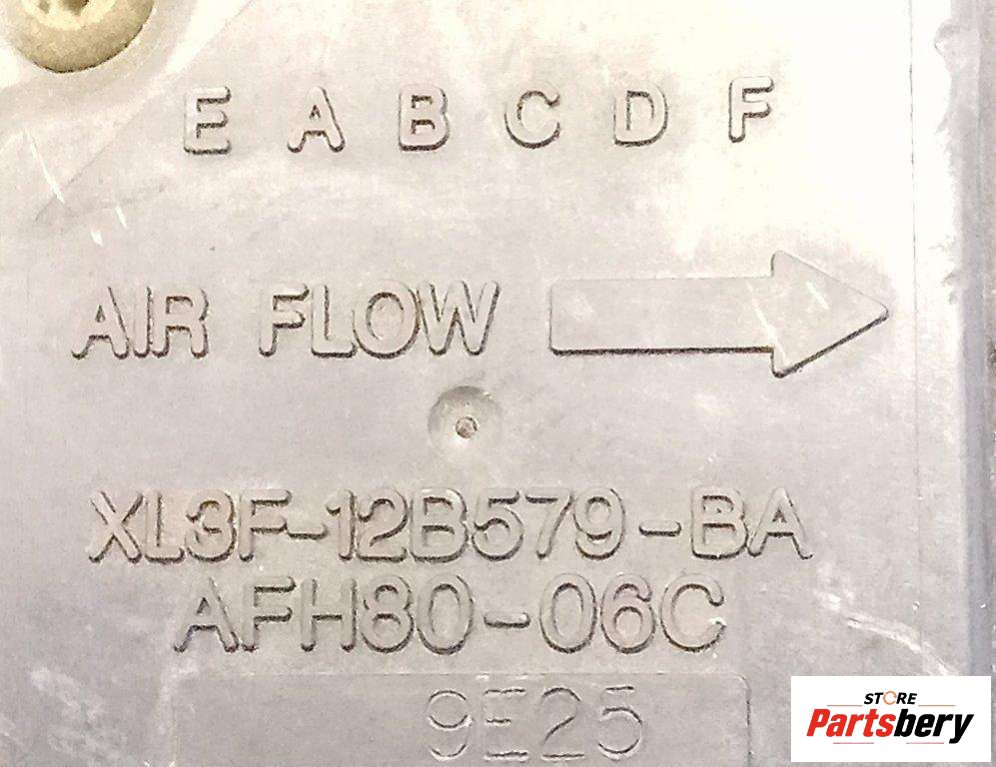 E A B C D F
AIR FLOW
XL3F-12B579-BA
AFH80-06C
9E25
STORE
Partsbery